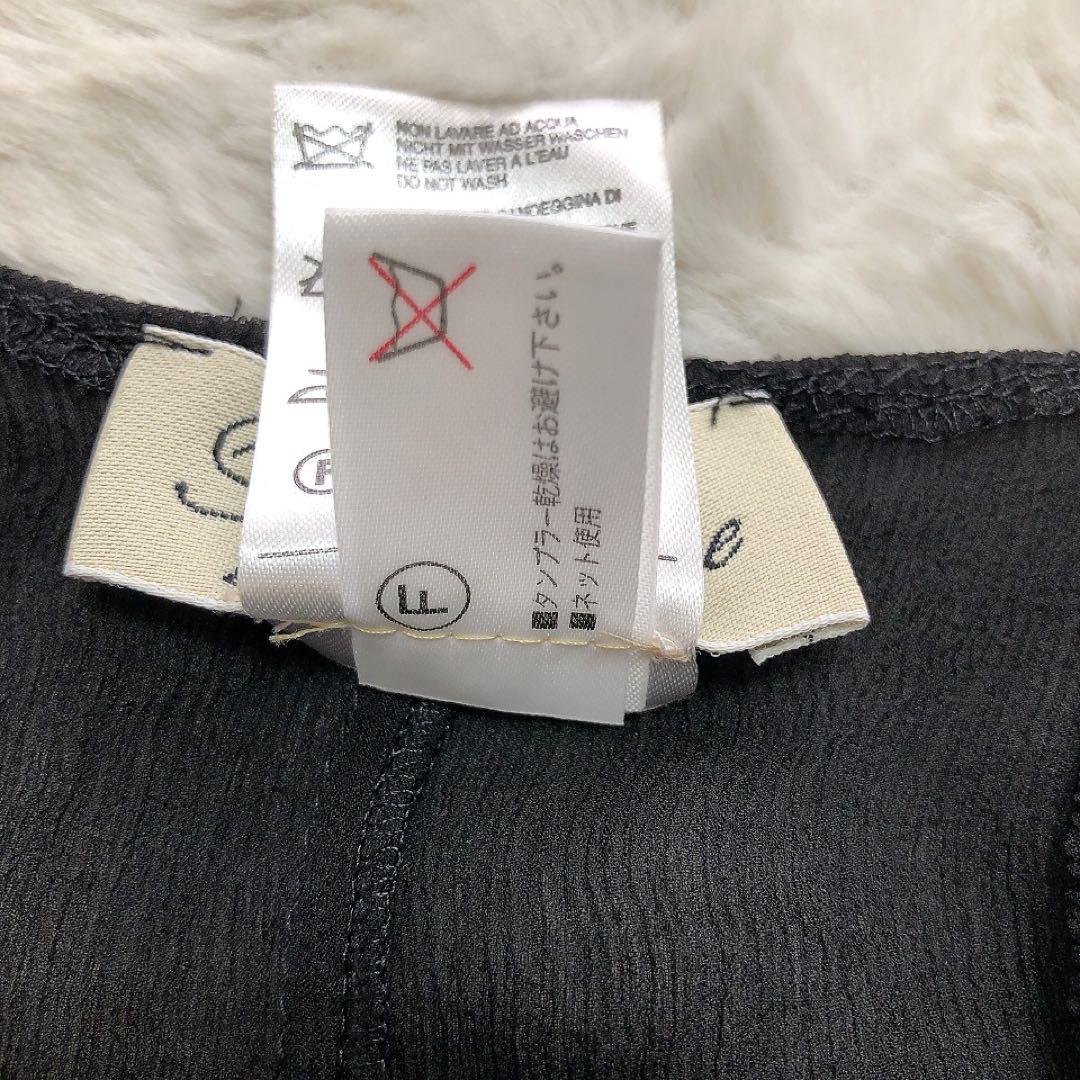 NON LAVARE AD ACQUA
NICHT MIT WASSER WASCHEN
NE PAS LAVER A L'EAU
DO NOT WASH
■タンブラー乾燥はお避け下さい。
■ネット使用
F
e